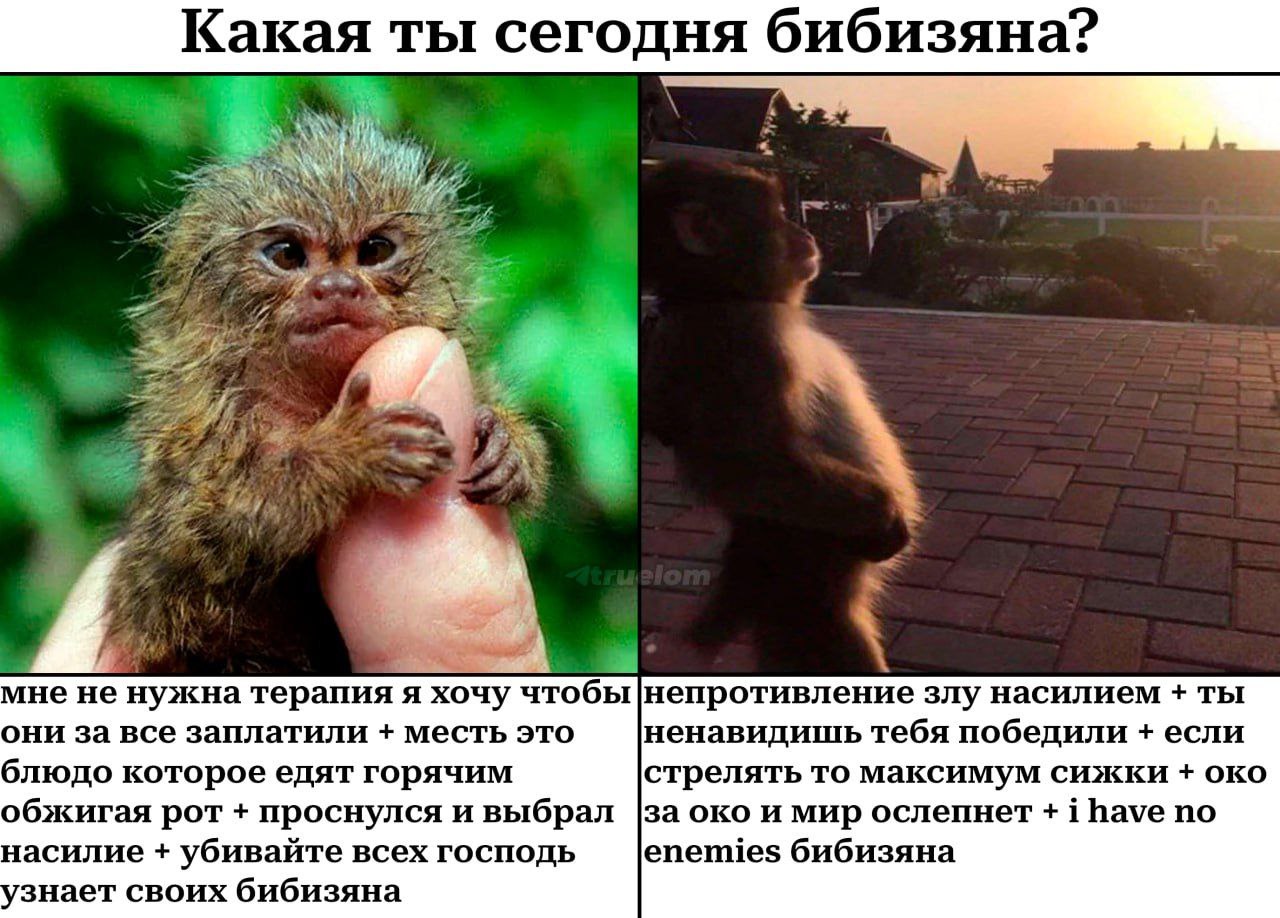 Какая ты сегодня бибизяна?
4truelom
мне не нужна терапия я хочу чтобы
они за все заплатили + месть это
блюдо которое едят горячим
обжигая рот + проснулся и выбрал
насилие + убивайте всех господь
узнает своих бибизяна
непротивление злу насилием + ты
ненавидишь тебя победили + если
стрелять то максимум сижки + око
за око и мир ослепнет + i have no
enemies бибизяна